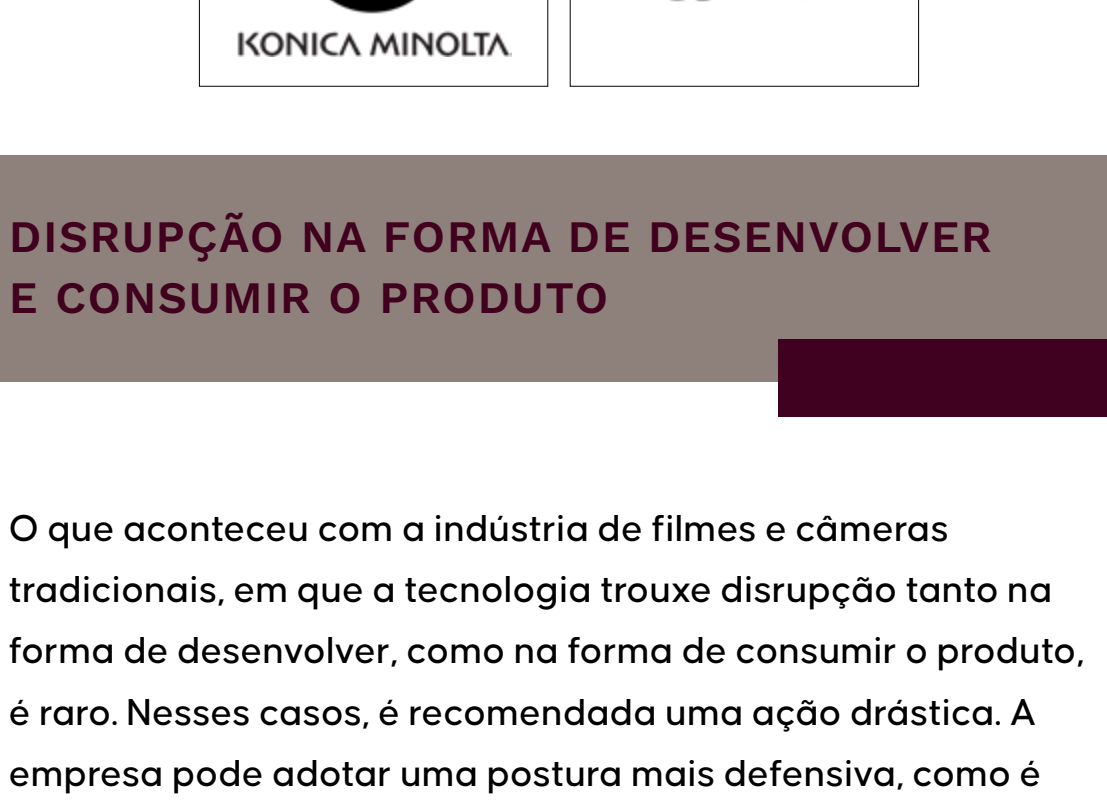 KONICA MINOLTA
DISRUPÇÃO NA FORMA DE DESENVOLVER
E CONSUMIR O PRODUTO
O que aconteceu com a indústria de filmes e câmeras
tradicionais, em que a tecnologia trouxe disrupção tanto na
forma de desenvolver, como na forma de consumir o produto,
é raro. Nesses casos, é recomendada uma ação drástica. A
empresa pode adotar uma postura mais defensiva, como é